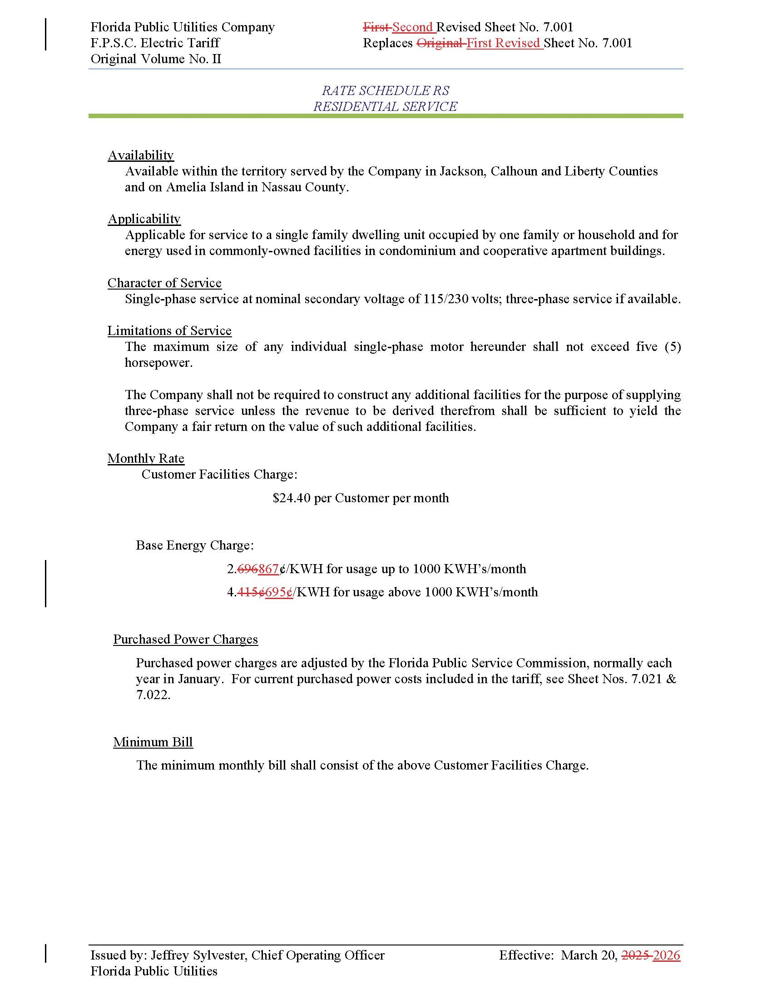 Florida Public Utilities Company
F.P.S.C. Electric Tariff
Original Volume No. II
First Second Revised Sheet No. 7.001
Replaces Original First Revised Sheet No. 7.001
RATE SCHEDULE RS
RESIDENTIAL SERVICE
Availability
Available within the territory served by the Company in Jackson, Calhoun and Liberty Counties
and on Amelia Island in Nassau County.
Applicability
Applicable for service to a single family dwelling unit occupied by one family or household and for
energy used in commonly-owned facilities in condominium and cooperative apartment buildings.
Character of Service
Single-phase service at nominal secondary voltage of 115/230 volts; three-phase service if available.
Limitations of Service
The maximum size of any individual single-phase motor hereunder shall not exceed five (5)
horsepower.
The Company shall not be required to construct any additional facilities for the purpose of supplying
three-phase service unless the revenue to be derived therefrom shall be sufficient to yield the
Company a fair return on the value of such additional facilities.
Monthly Rate
Customer Facilities Charge:
$24.40 per Customer per month
Base Energy Charge:
2.696867¢/KWH for usage up to 1000 KWH’s/month
4.415¢695¢/KWH for usage above 1000 KWH’s/month
Purchased Power Charges
Purchased power charges are adjusted by the Florida Public Service Commission, normally each
year in January.  For current purchased power costs included in the tariff, see Sheet Nos. 7.021 &
7.022.
Minimum Bill
The minimum monthly bill shall consist of the above Customer Facilities Charge.
Issued by: Jeffrey Sylvester, Chief Operating Officer
Florida Public Utilities
Effective:  March 20, 2025 2026